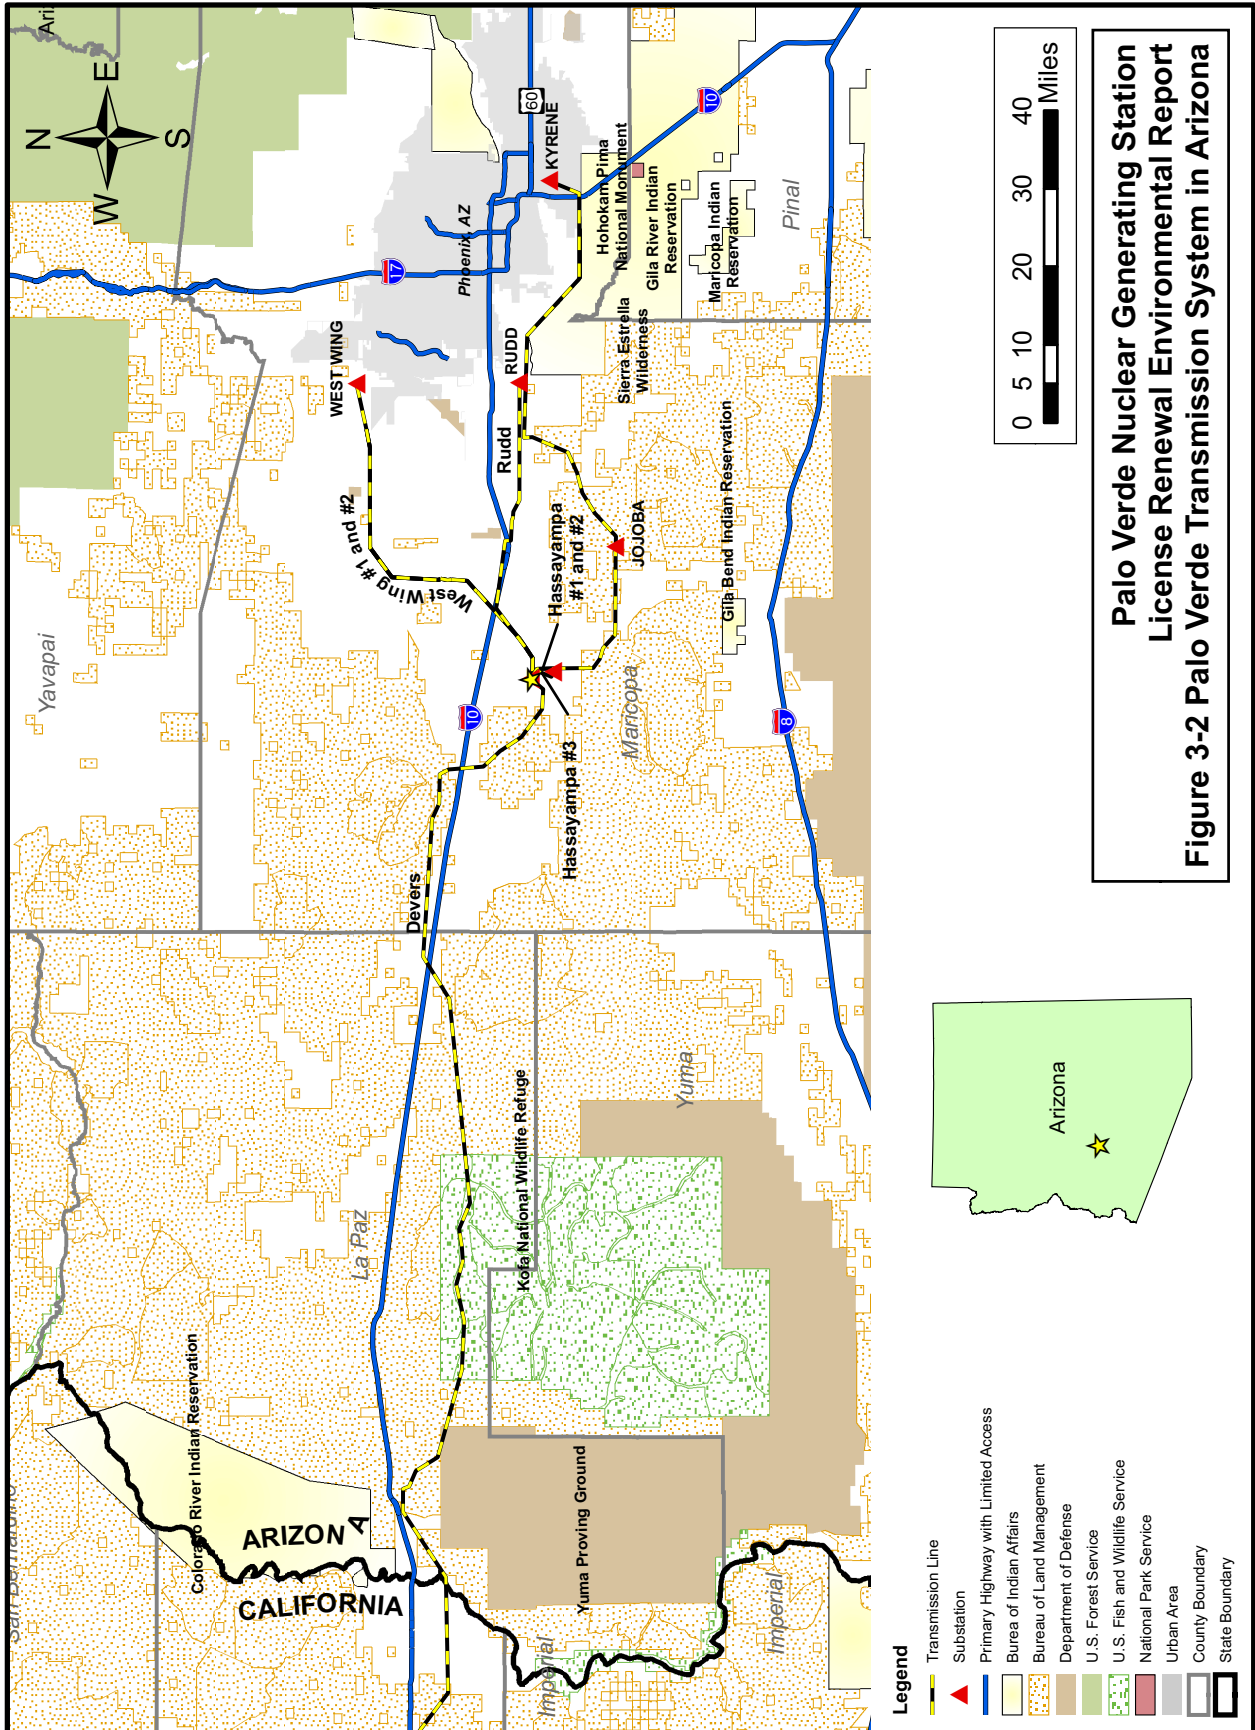 N
W
E
S
Ari
Yavapai
San Bernardino
La Paz
Maricopa
Yuma
Pinal
Imperial
Imperial
ARIZONA
CALIFORNIA
Colorado River Indian Reservation
Yuma Proving Ground
Kofa National Wildlife Refuge
Devers
West Wing #1 and #2
WEST WING
Rudd
RUDD
Phoenix, AZ
KYRENE
60
17
10
10
8
Hassayampa
#1 and #2
Hassayampa #3
JOJOBA
Hohokam Pima
National Monument
Gila River Indian
Reservation
Maricopa Indian
Reservation
Sierra Estrella
Wilderness
Gila Bend Indian Reservation
0 5 10 20 30 40
Miles
Palo Verde Nuclear Generating Station
License Renewal Environmental Report
Figure 3-2 Palo Verde Transmission System in Arizona
Arizona
Legend
Transmission Line
Substation
Primary Highway with Limited Access
Burea of Indian Affairs
Bureau of Land Management
Department of Defense
U.S. Forest Service
U.S. Fish and Wildlife Service
National Park Service
Urban Area
County Boundary
State Boundary